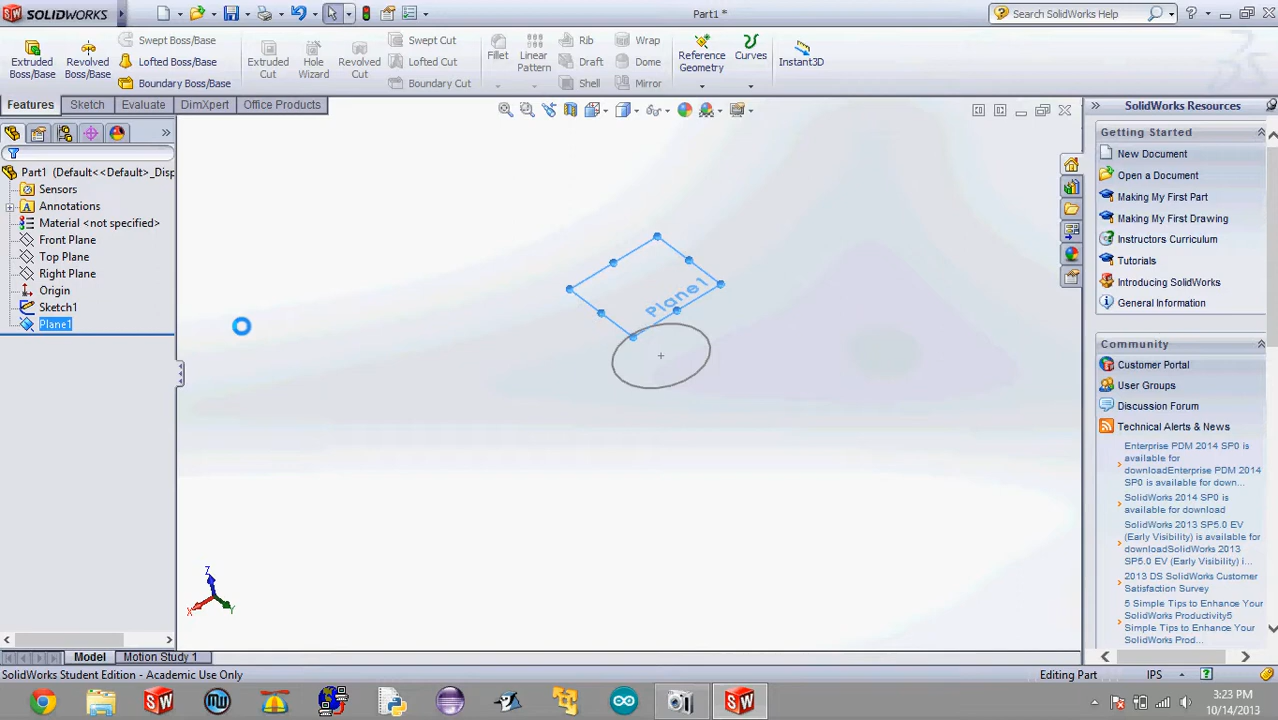 SOLIDWORKS
Part1 *
Search SolidWorks Help
Extruded Boss/Base
Revolved Boss/Base
Swept Boss/Base
Lofted Boss/Base
Boundary Boss/Base
Extruded Cut
Hole Wizard
Revolved Cut
Swept Cut
Lofted Cut
Boundary Cut
Fillet
Linear Pattern
Rib
Draft
Shell
Wrap
Dome
Mirror
Reference Geometry
Curves
Instant3D
Features
Sketch
Evaluate
DimXpert
Office Products
Part1 (Default<<Default>_Disp
Sensors
Annotations
Material <not specified>
Front Plane
Top Plane
Right Plane
Origin
Sketch1
Plane1
Plane1
Z
X
Y
SolidWorks Resources
Getting Started
New Document
Open a Document
Making My First Part
Making My First Drawing
Instructors Curriculum
Tutorials
Introducing SolidWorks
General Information
Community
Customer Portal
User Groups
Discussion Forum
Technical Alerts & News
Enterprise PDM 2014 SP0 is
available for
downloadEnterprise PDM 2014
SP0 is available for down...
SolidWorks 2014 SP0 is
available for download
SolidWorks 2013 SP5.0 EV
(Early Visibility) is available for
downloadSolidWorks 2013
SP5.0 EV (Early Visibility) i...
2013 DS SolidWorks Customer
Satisfaction Survey
5 Simple Tips to Enhance Your
SolidWorks Productivity5
Simple Tips to Enhance Your
SolidWorks Prod...
Model
Motion Study 1
SolidWorks Student Edition - Academic Use Only
Editing Part
IPS
3:23 PM
10/14/2013